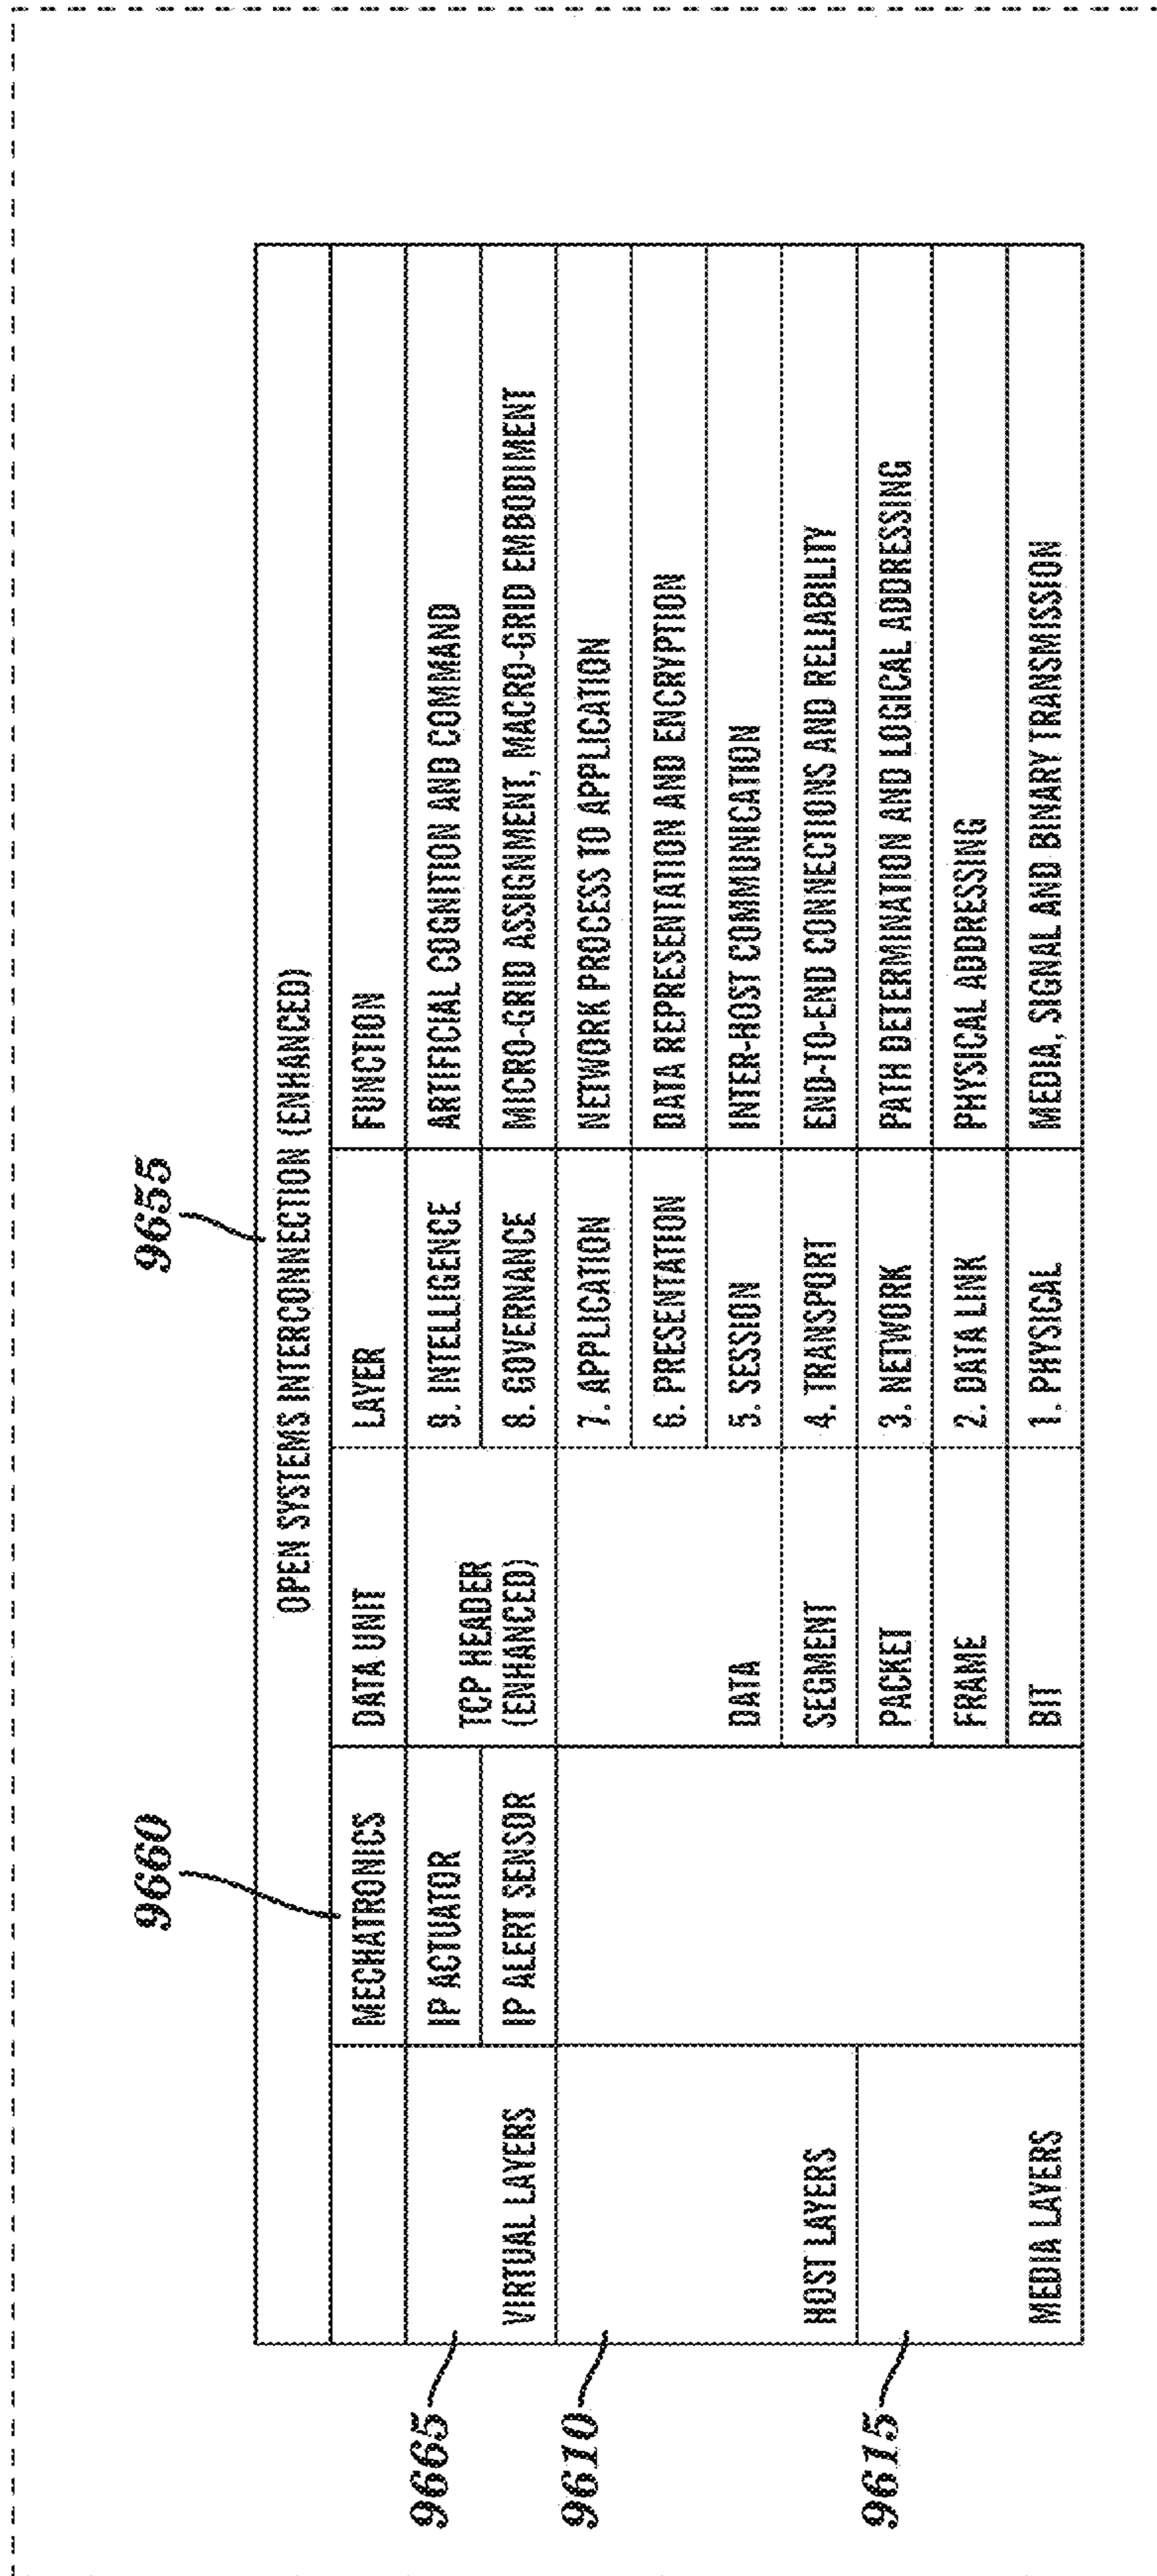 9655
9660
OPEN SYSTEMS INTERCONNECTION (ENHANCED)
MECHATRONICS DATA UNIT LAYER FUNCTION
9665
VIRTUAL LAYERS
IP ACTUATOR
TCP HEADER
(ENHANCED)
9. INTELLIGENCE ARTIFICIAL COGNITION AND COMMAND
IP ALERT SENSOR
8. GOVERNANCE MICRO-GRID ASSIGNMENT, MACRO-GRID EMBODIMENT
9610
HOST LAYERS
DATA
7. APPLICATION NETWORK PROCESS TO APPLICATION
6. PRESENTATION DATA REPRESENTATION AND ENCRYPTION
5. SESSION INTER-HOST COMMUNICATION
SEGMENT 4. TRANSPORT END-TO-END CONNECTIONS AND RELIABILITY
9615
MEDIA LAYERS
PACKET 3. NETWORK PATH DETERMINATION AND LOGICAL ADDRESSING
FRAME 2. DATA LINK PHYSICAL ADDRESSING
BIT 1. PHYSICAL MEDIA, SIGNAL AND BINARY TRANSMISSION